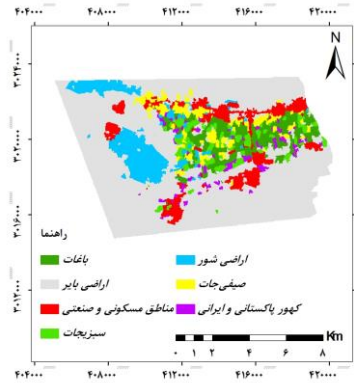 ۴۰۴۰۰۰ ۴۰۸۰۰۰ ۴۱۲۰۰۰ ۴۱۶۰۰۰ ۴۲۰۰۰۰
N
۳۰۲۴۰۰۰
۳۰۲۰۰۰۰
۳۰۱۶۰۰۰
۳۰۱۲۰۰۰
راهنما
باغات
اراضی شور
اراضی بایر
صیفی‌جات
مناطق مسکونی و صنعتی
کهور پاکستانی و ایرانی
سبزیجات
Km
۰ ۱ ۲ ۴ ۶ ۸
۴۰۴۰۰۰ ۴۰۸۰۰۰ ۴۱۲۰۰۰ ۴۱۶۰۰۰ ۴۲۰۰۰۰